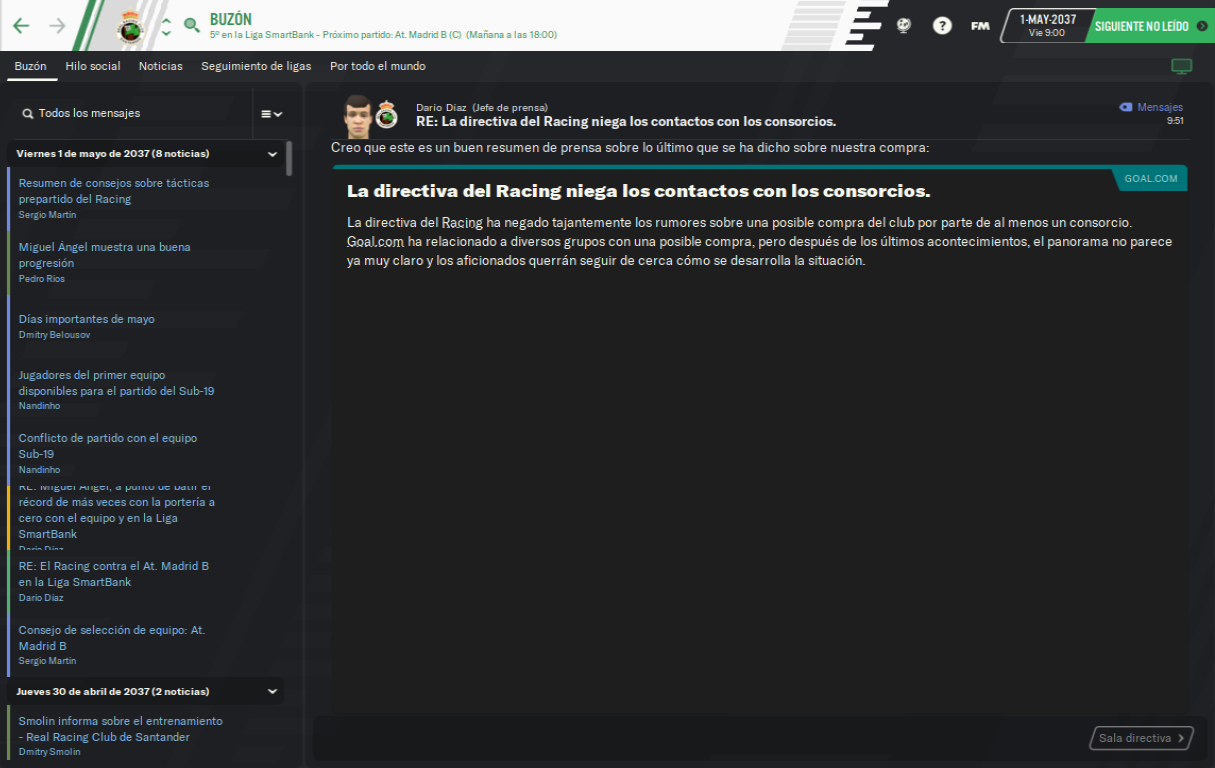 BUZÓN
5º en la Liga SmartBank - Próximo partido: At. Madrid B (C) (Mañana a las 18:00)
?
FM
1-MAY-2037
Vie 9:00
SIGUIENTE NO LEÍDO
Buzón
Hilo social
Noticias
Seguimiento de ligas
Por todo el mundo
Todos los mensajes
Viernes 1 de mayo de 2037 (8 noticias)
Resumen de consejos sobre tácticas
prepartido del Racing
Sergio Martín
Miguel Ángel muestra una buena
progresión
Pedro Ríos
Días importantes de mayo
Dmitry Belousov
Jugadores del primer equipo
disponibles para el partido del Sub-19
Nandinho
Conflicto de partido con el equipo
Sub-19
Nandinho
RE: Miguel Ángel, a punto de batir el
récord de más veces con la portería a
cero con el equipo y en la Liga
SmartBank
Darío Díaz
RE: El Racing contra el At. Madrid B
en la Liga SmartBank
Darío Díaz
Consejo de selección de equipo: At.
Madrid B
Sergio Martín
Jueves 30 de abril de 2037 (2 noticias)
Smolin informa sobre el entrenamiento
- Real Racing Club de Santander
Dmitry Smolin
Darío Díaz (Jefe de prensa)
RE: La directiva del Racing niega los contactos con los consorcios.
Mensajes
9:51
Creo que este es un buen resumen de prensa sobre lo último que se ha dicho sobre nuestra compra:
GOAL.COM
La directiva del Racing niega los contactos con los consorcios.
La directiva del Racing ha negado tajantemente los rumores sobre una posible compra del club por parte de al menos un consorcio.
Goal.com ha relacionado a diversos grupos con una posible compra, pero después de los últimos acontecimientos, el panorama no parece
ya muy claro y los aficionados querrán seguir de cerca cómo se desarrolla la situación.
Sala directiva